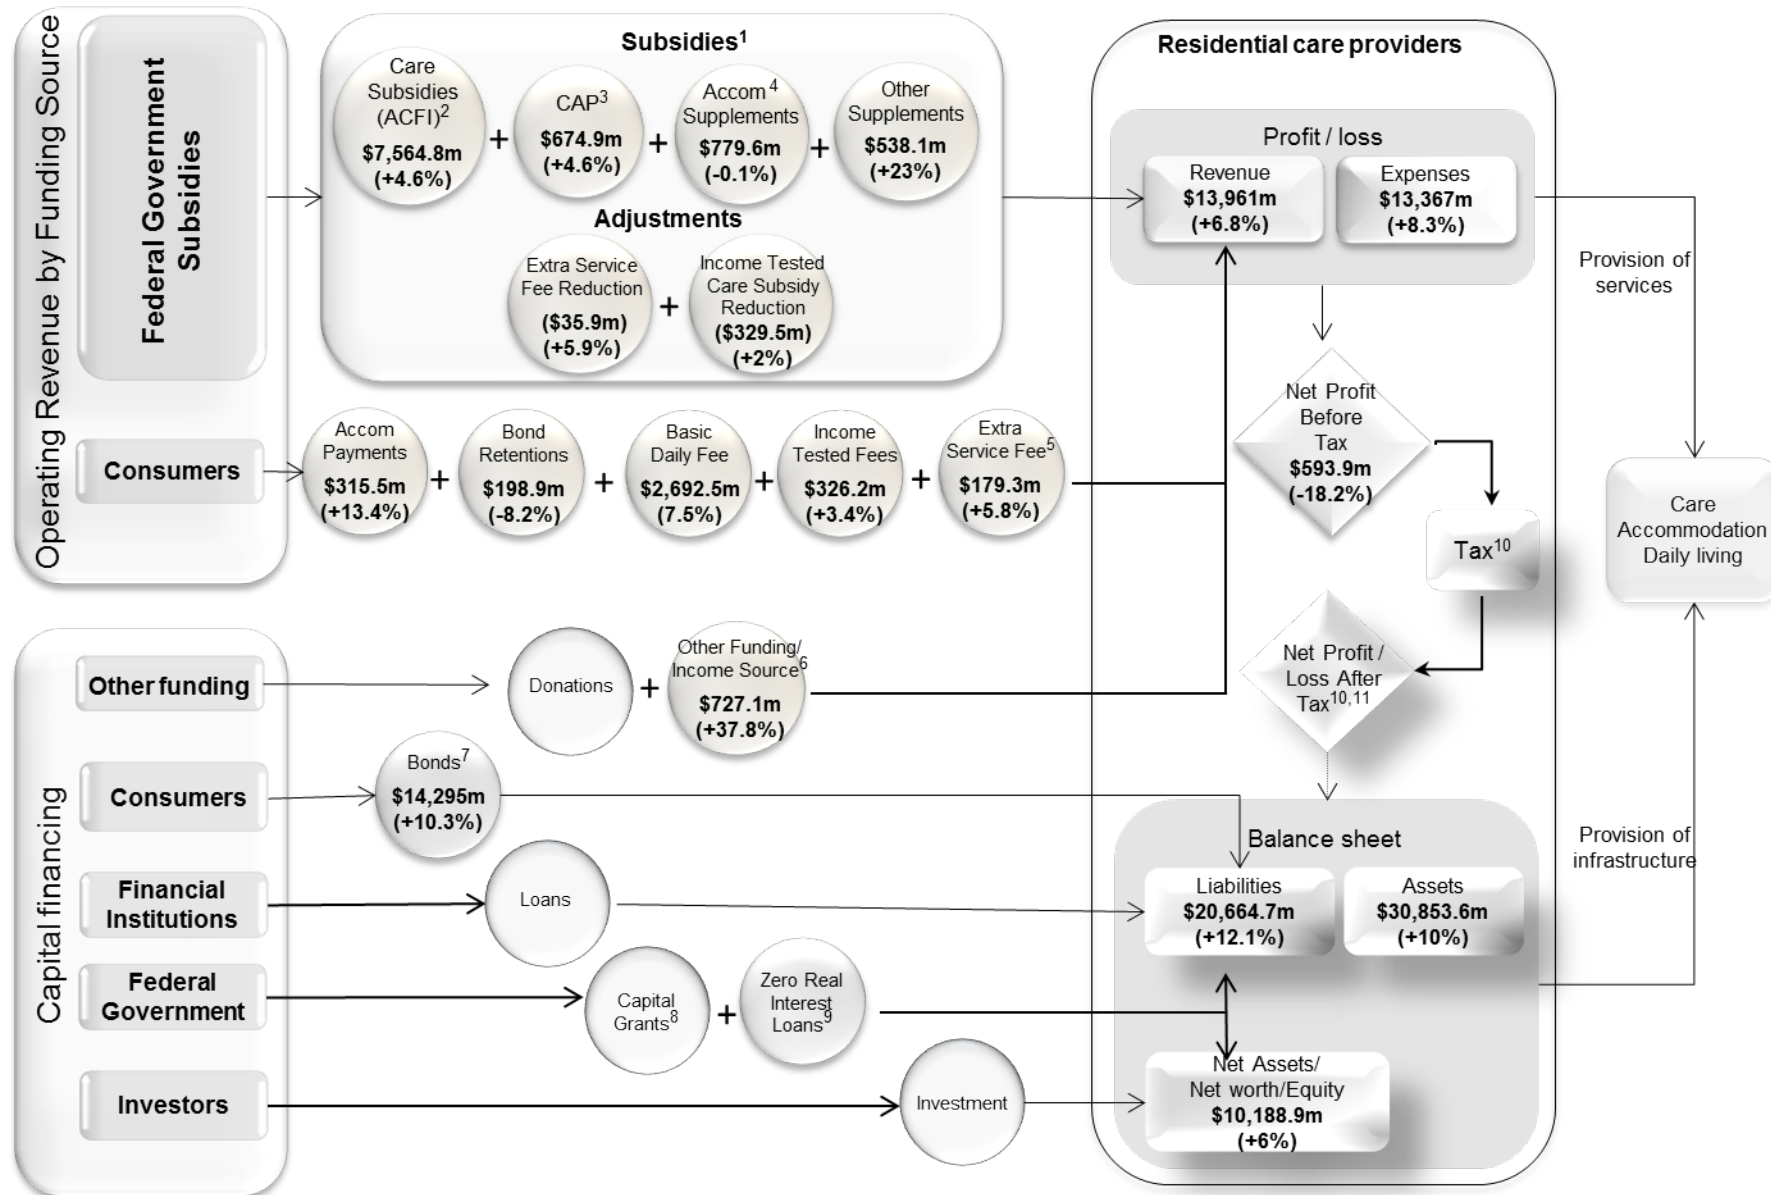 Operating Revenue by Funding Source
Federal Government
Subsidies
Consumers
Subsidies1
Care
Subsidies
(ACFI)2
$7,564.8m
(+4.6%)
+
CAP3
$674.9m
(+4.6%)
+
Accom4
Supplements
$779.6m
(-0.1%)
+
Other
Supplements
$538.1m
(+23%)
Adjustments
Extra Service
Fee Reduction
($35.9m)
(+5.9%)
+
Income Tested
Care Subsidy
Reduction
($329.5m)
(+2%)
Accom
Payments
$315.5m
(+13.4%)
+
Bond
Retentions
$198.9m
(-8.2%)
+
Basic
Daily Fee
$2,692.5m
(7.5%)
+
Income
Tested Fees
$326.2m
(+3.4%)
+
Extra
Service Fee5
$179.3m
(+5.8%)
Capital financing
Other funding
Donations
+
Other Funding/
Income Source6
$727.1m
(+37.8%)
Consumers
Bonds7
$14,295m
(+10.3%)
Financial
Institutions
Loans
Federal
Government
Capital
Grants8
+
Zero Real
Interest
Loans9
Investors
Investment
Residential care providers
Profit / loss
Revenue
$13,961m
(+6.8%)
Expenses
$13,367m
(+8.3%)
Net Profit
Before
Tax
$593.9m
(-18.2%)
Tax10
Net Profit /
Loss After
Tax10,11
Balance sheet
Liabilities
$20,664.7m
(+12.1%)
Assets
$30,853.6m
(+10%)
Net Assets/
Net worth/Equity
$10,188.9m
(+6%)
Provision of
services
Care
Accommodation
Daily living
Provision of
infrastructure